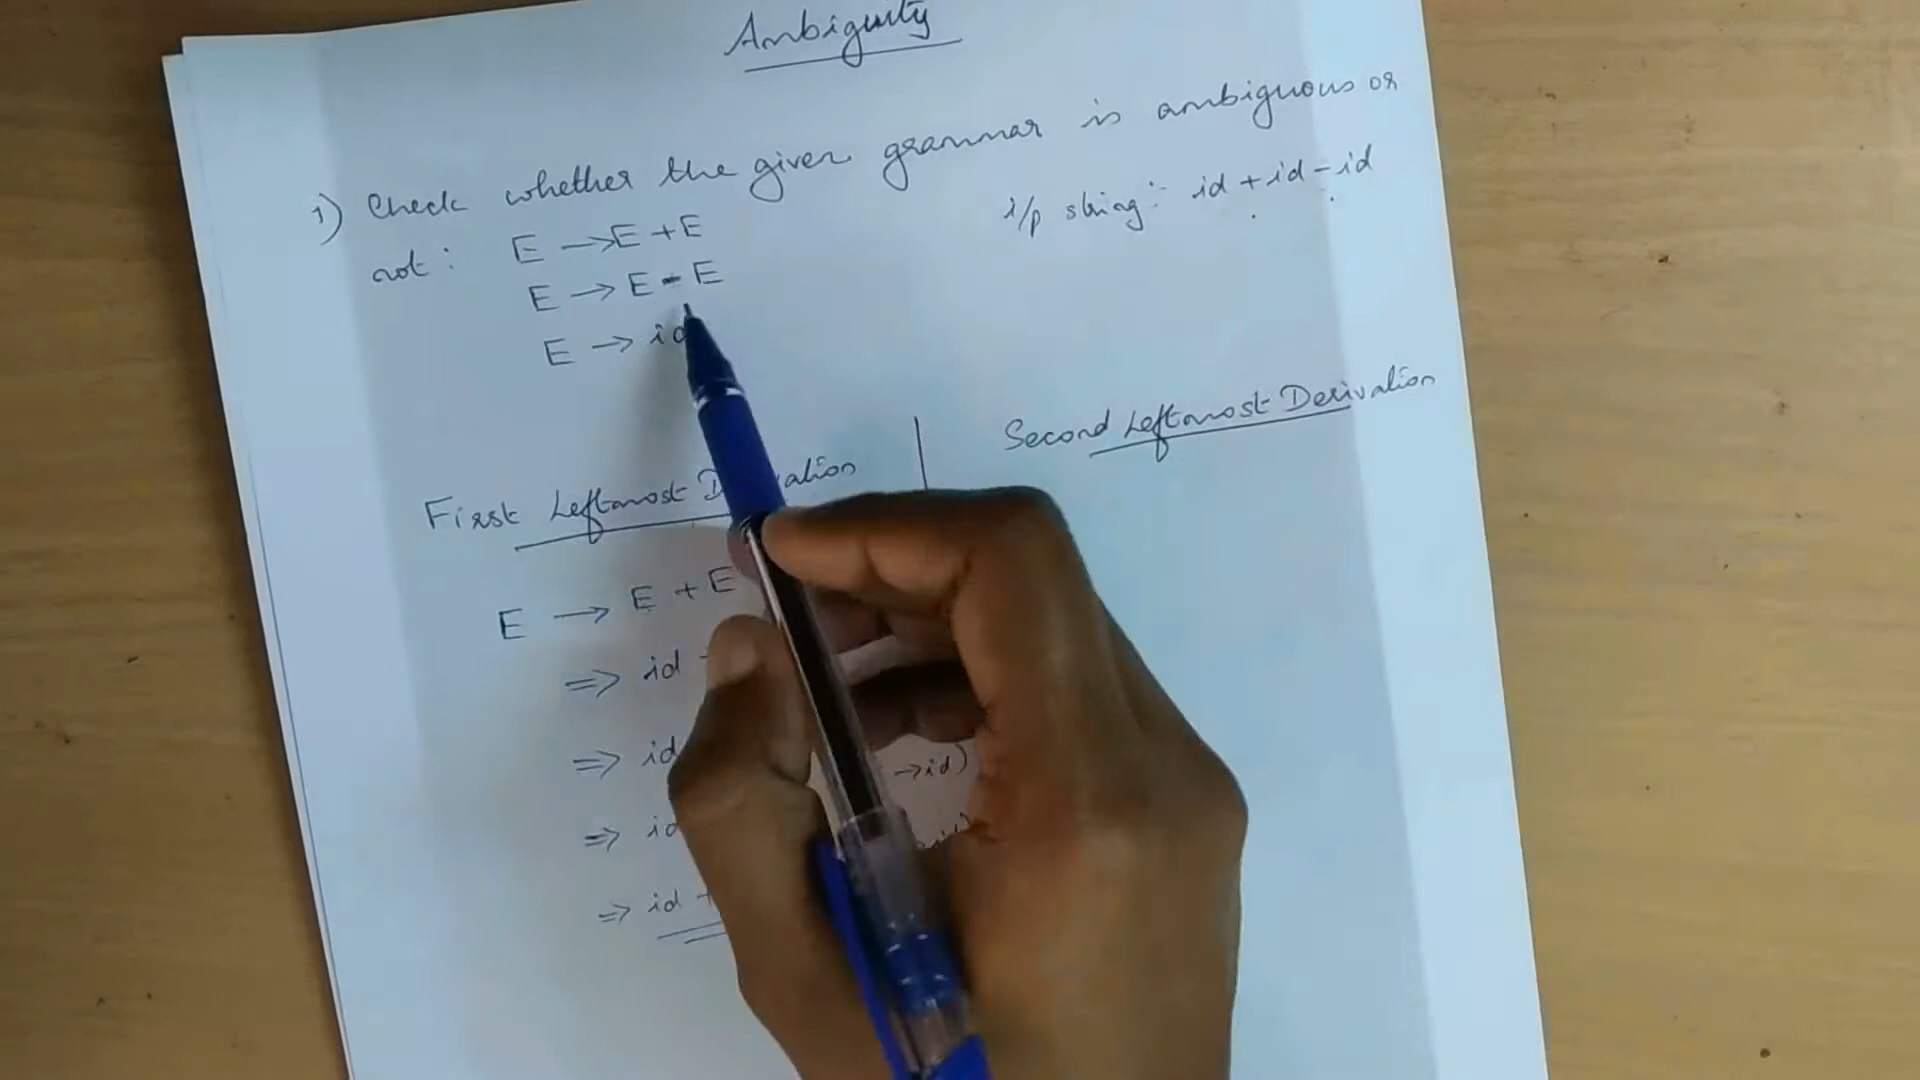 Ambiguity
1) Check whether the given grammar is ambiguous or
not: E → E + E
i/p string: id + id - id
E → E - E
E → id
First Leftmost Derivation
Second Leftmost Derivation
E → E + E
⇒ id
⇒ id → id)
⇒ id
⇒ id +